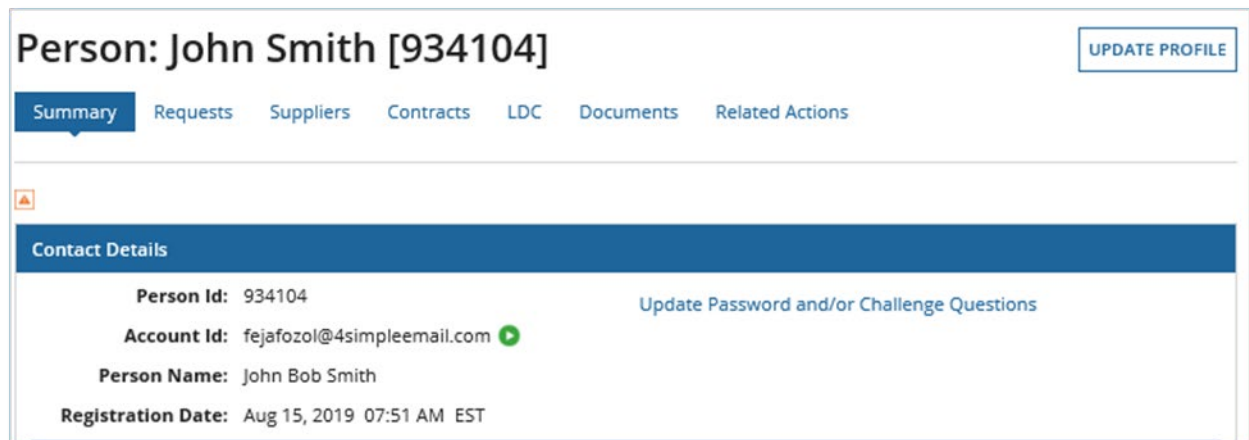 Person: John Smith [934104]
UPDATE PROFILE
Summary Requests Suppliers Contracts LDC Documents Related Actions
Contact Details
Person Id: 934104
Update Password and/or Challenge Questions
Account Id: fejafozol@4simpleemail.com
Person Name: John Bob Smith
Registration Date: Aug 15, 2019 07:51 AM EST